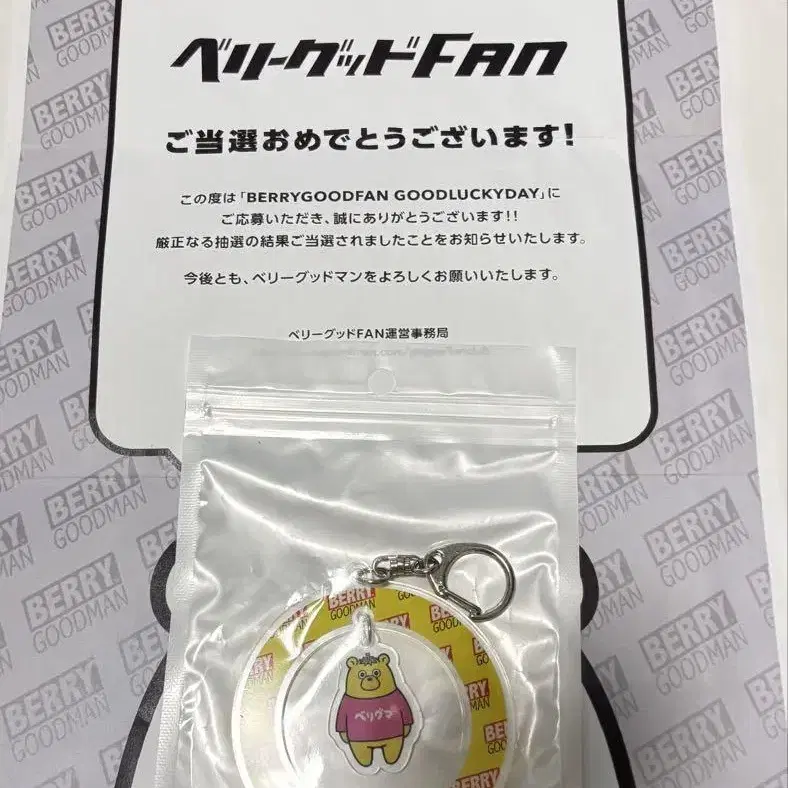 ベリーグッドFAN
ご当選おめでとうございます!
この度は「BERRYGOODFAN GOODLUCKYDAY」に
ご応募いただき、誠にありがとうございます!!
厳正なる抽選の結果ご当選されましたことをお知らせいたします。
今後とも、ベリーグッドマンをよろしくお願いいたします。
ベリーグッドFAN運営事務局
BERRY
GOODMAN
ベリグマ